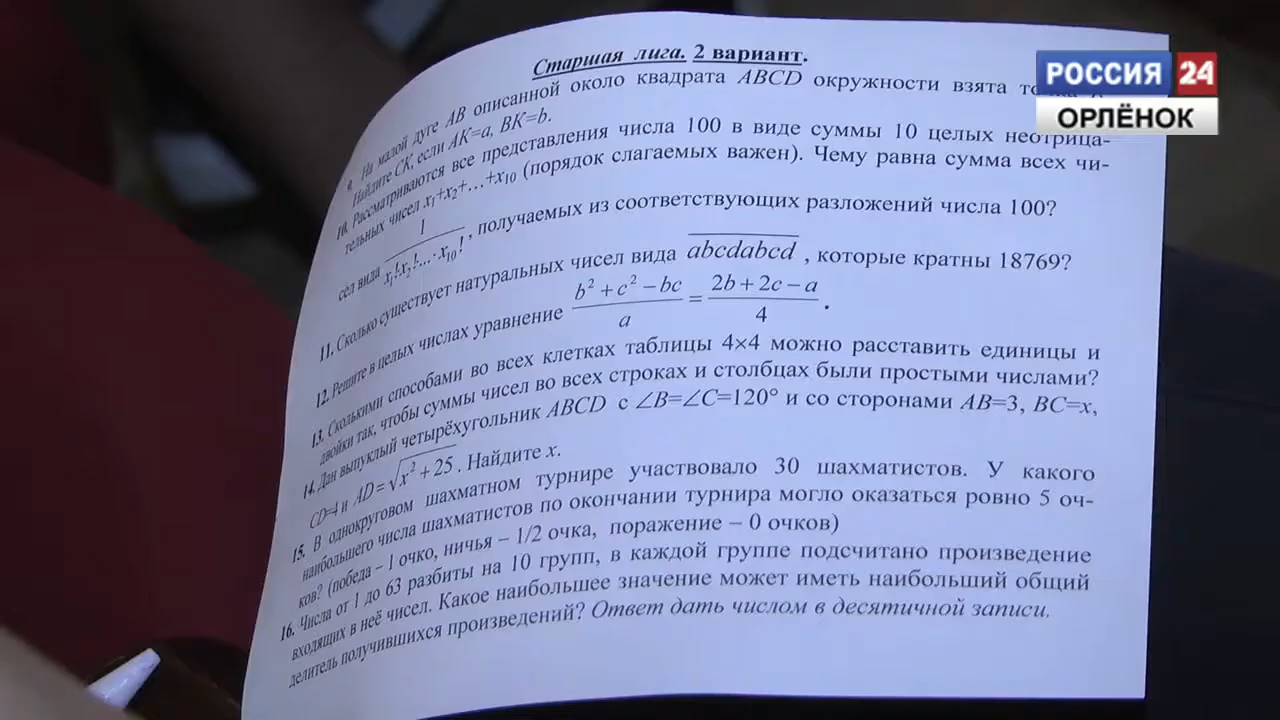 Старшая лига. 2 вариант.
РОССИЯ 24
ОРЛЁНОК
9. На малой дуге AB описанной около квадрата ABCD окружности взята
Найдите CK, если AK=a, BK=b.
10. Рассматриваются все представления числа 100 в виде суммы 10 целых неотрица-
тельных чисел x₁+x₂+…+x₁₀ (порядок слагаемых важен). Чему равна сумма всех чи-
сел вида 1/(x₁!x₂!...·x₁₀!), получаемых из соответствующих разложений числа 100?
11. Сколько существует натуральных чисел вида abcdabcd, которые кратны 18769?
12. Решите в целых числах уравнение (b²+c²−bc)/a = (2b+2c−a)/4.
13. Сколькими способами во всех клетках таблицы 4×4 можно расставить единицы и
двойки так, чтобы суммы чисел во всех строках и столбцах были простыми числами?
14. Дан выпуклый четырёхугольник ABCD с ∠B=∠C=120° и со сторонами AB=3, BC=x,
CD=4 и AD=√(x²+25). Найдите x.
15. В однокруговом шахматном турнире участвовало 30 шахматистов. У какого
наибольшего числа шахматистов по окончании турнира могло оказаться ровно 5 оч-
ков? (победа – 1 очко, ничья – 1/2 очка, поражение – 0 очков)
16. Числа от 1 до 63 разбиты на 10 групп, в каждой группе подсчитано произведение
входящих в неё чисел. Какое наибольшее значение может иметь наибольший общий
делитель получившихся произведений? Ответ дать числом в десятичной записи.